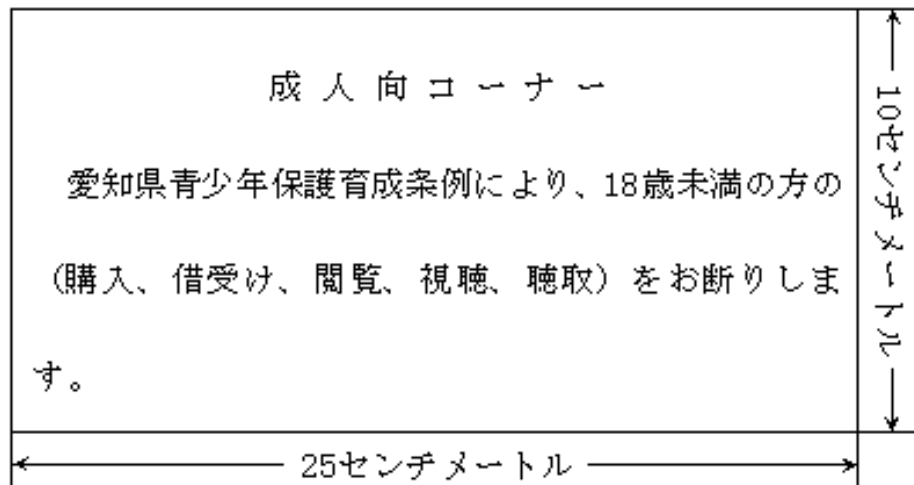 成人向コーナー
愛知県青少年保護育成条例により、18歳未満の方の
（購入、借受け、閲覧、視聴、聴取）をお断りしま
す。
10センチメートル
25センチメートル